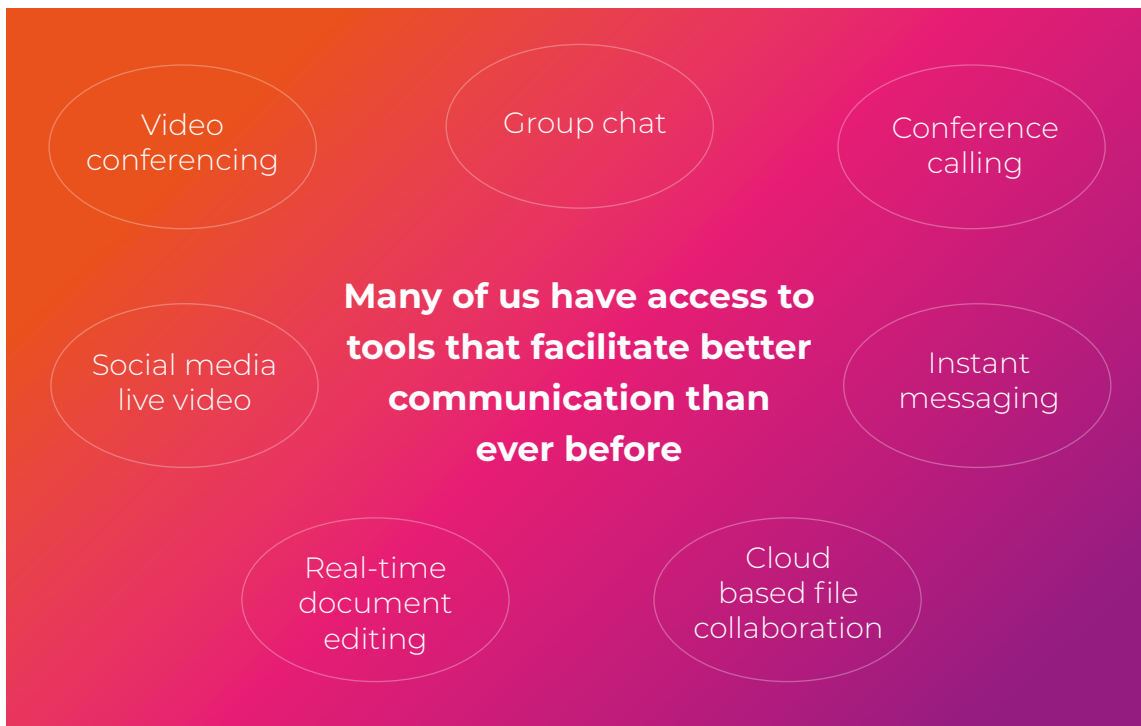 Video
conferencing
Group chat
Conference
calling
Many of us have access to
tools that facilitate better
communication than
ever before
Social media
live video
Instant
messaging
Real-time
document
editing
Cloud
based file
collaboration